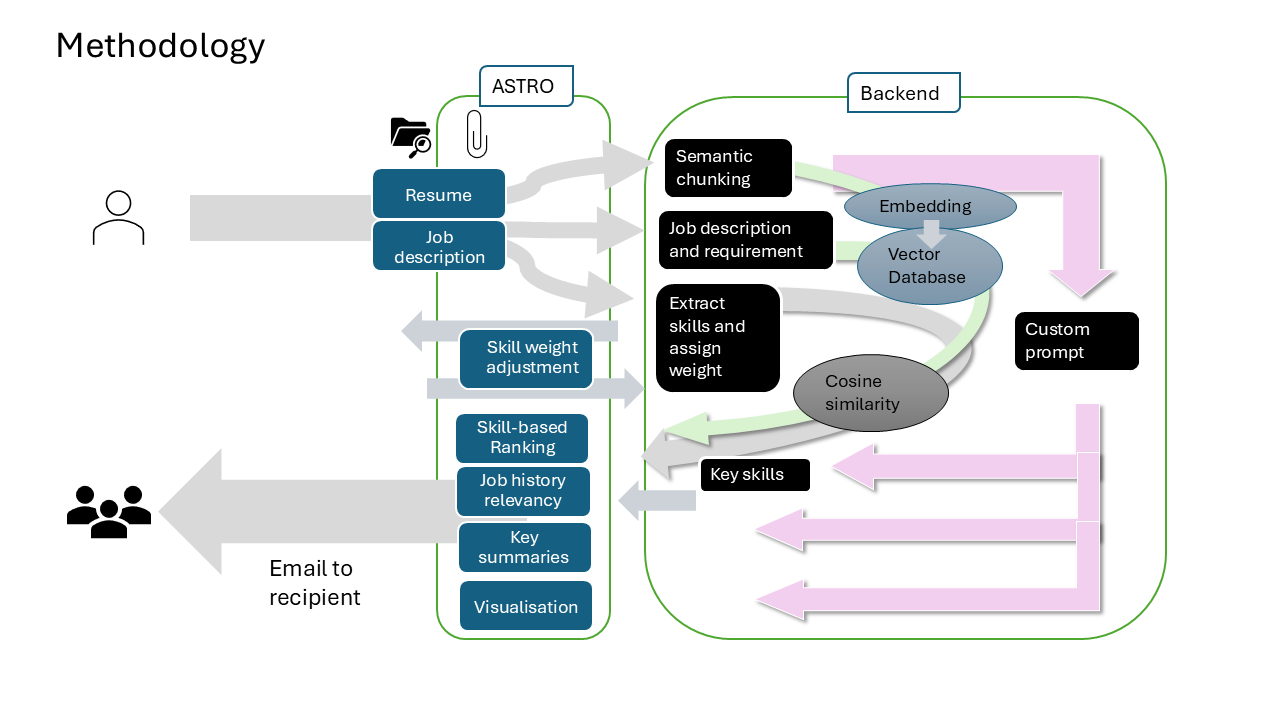 Methodology
ASTRO
Backend
Resume
Job
description
Skill weight
adjustment
Skill-based
Ranking
Job history
relevancy
Key
summaries
Visualisation
Email to
recipient
Semantic
chunking
Job description
and requirement
Extract
skills and
assign
weight
Embedding
Vector
Database
Custom
prompt
Cosine
similarity
Key skills